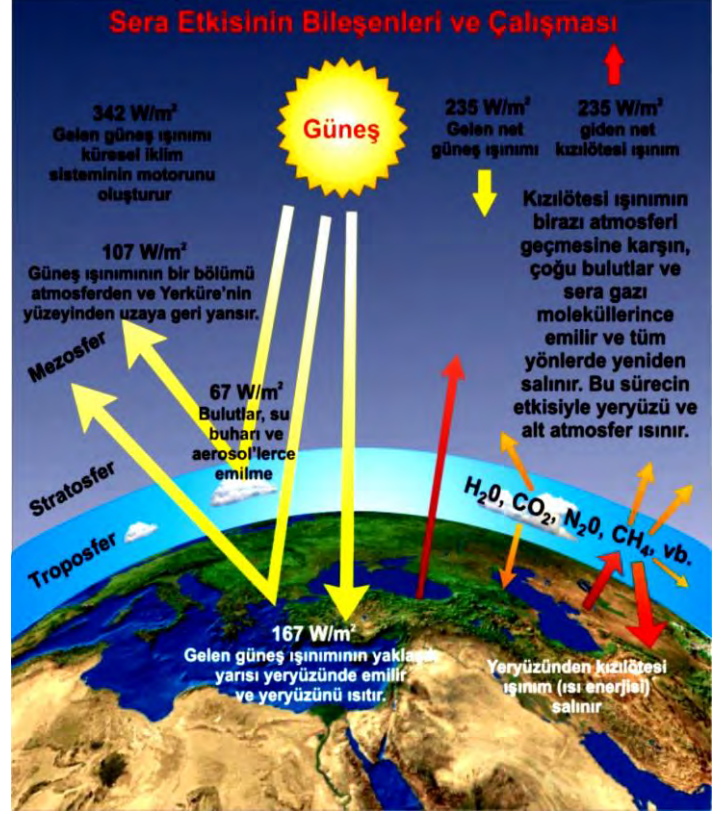 Sera Etkisinin Bileşenleri ve Çalışması
342 W/m²
Gelen güneş ışınımı
küresel iklim
sisteminin motorunu
oluşturur
Güneş
235 W/m²
Gelen net
güneş ışınımı
235 W/m²
giden net
kızılötesi ışınım
107 W/m²
Güneş ışınımının bir bölümü
atmosferden ve Yerküre'nin
yüzeyinden uzaya geri yansır.
Kızılötesi ışınımın
birazı atmosferi
geçmesine karşın,
çoğu bulutlar ve
sera gazı
moleküllerince
emilir ve tüm
yönlerde yeniden
salınır. Bu sürecin
etkisiyle yeryüzü ve
alt atmosfer ısınır.
Mezosfer
67 W/m²
Bulutlar, su
buharı ve
aerosol'lerce
emilme
Stratosfer
Troposfer
H₂0, CO₂, N₂0, CH₄, vb.
167 W/m²
Gelen güneş ışınımının
yarısı yeryüzünde emilir
ve yeryüzünü ısıtır.
Yeryüzünden kızılötesi
ışınım (ısı enerjisi)
salınır